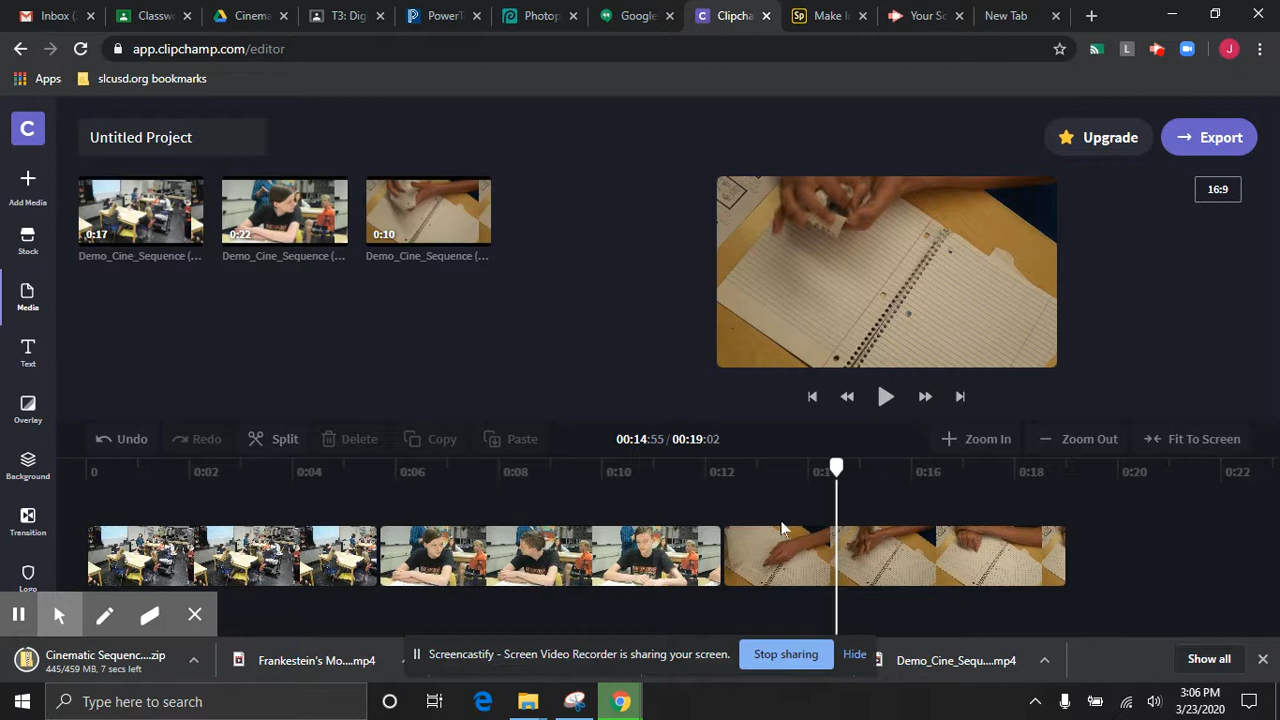 Inbox (
Classwo
Cinema
T3: Dig
PowerT
Photop
Google
Clipcha
Make In
Your Sc
New Tab
app.clipchamp.com/editor
L
J
Apps
slcusd.org bookmarks
C
Untitled Project
Upgrade
Export
Add Media
Stock
Media
Text
Overlay
Background
Transition
Logo
0:17
0:22
0:10
Demo_Cine_Sequence (...
Demo_Cine_Sequence (...
Demo_Cine_Sequence (...
16:9
Undo
Redo
Split
Delete
Copy
Paste
00:14:55 / 00:19:02
Zoom In
Zoom Out
Fit To Screen
0
0:02
0:04
0:06
0:08
0:10
0:12
0:16
0:18
0:20
0:22
Cinematic Sequenc....zip
445/459 MB, 7 secs left
Frankestein's Mo....mp4
Screencastify - Screen Video Recorder is sharing your screen.
Stop sharing
Hide
Demo_Cine_Sequ....mp4
Show all
Type here to search
3:06 PM
3/23/2020